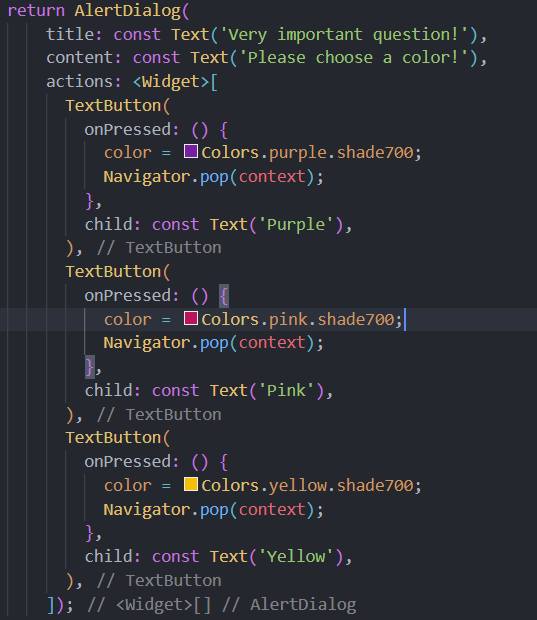 return AlertDialog(
title: const Text('Very important question!'),
content: const Text('Please choose a color!'),
actions: <Widget>[
TextButton(
onPressed: () {
color = Colors.purple.shade700;
Navigator.pop(context);
},
child: const Text('Purple'),
), // TextButton
TextButton(
onPressed: () {
color = Colors.pink.shade700;
Navigator.pop(context);
},
child: const Text('Pink'),
), // TextButton
TextButton(
onPressed: () {
color = Colors.yellow.shade700;
Navigator.pop(context);
},
child: const Text('Yellow'),
), // TextButton
]); // <Widget>[] // AlertDialog